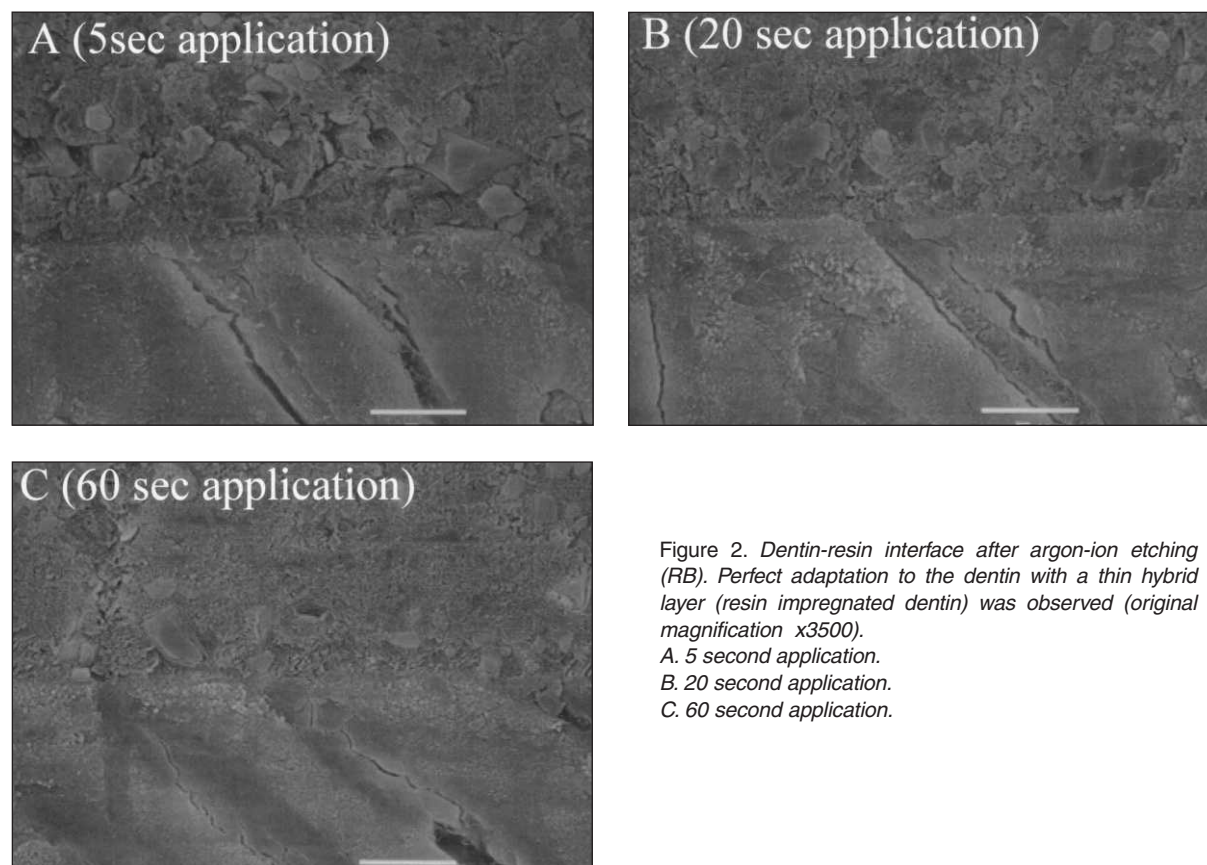 A (5sec application)
B (20 sec application)
C (60 sec application)
Figure 2. Dentin-resin interface after argon-ion etching
(RB). Perfect adaptation to the dentin with a thin hybrid
layer (resin impregnated dentin) was observed (original
magnification x3500).
A. 5 second application.
B. 20 second application.
C. 60 second application.